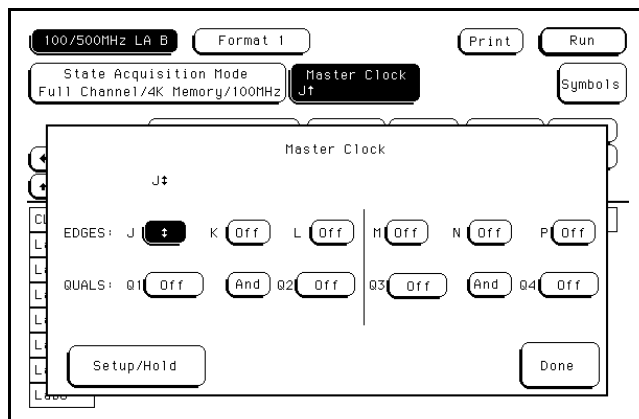 100/500MHz LA B Format 1 Print Run
State Acquisition Mode
Full Channel/4K Memory/100MHz
Master Clock
J↑
Symbols
Master Clock
J↕
EDGES: J ↕ K Off L Off M Off N Off P Off
QUALS: Q1 Off And Q2 Off Q3 Off And Q4 Off
Setup/Hold Done